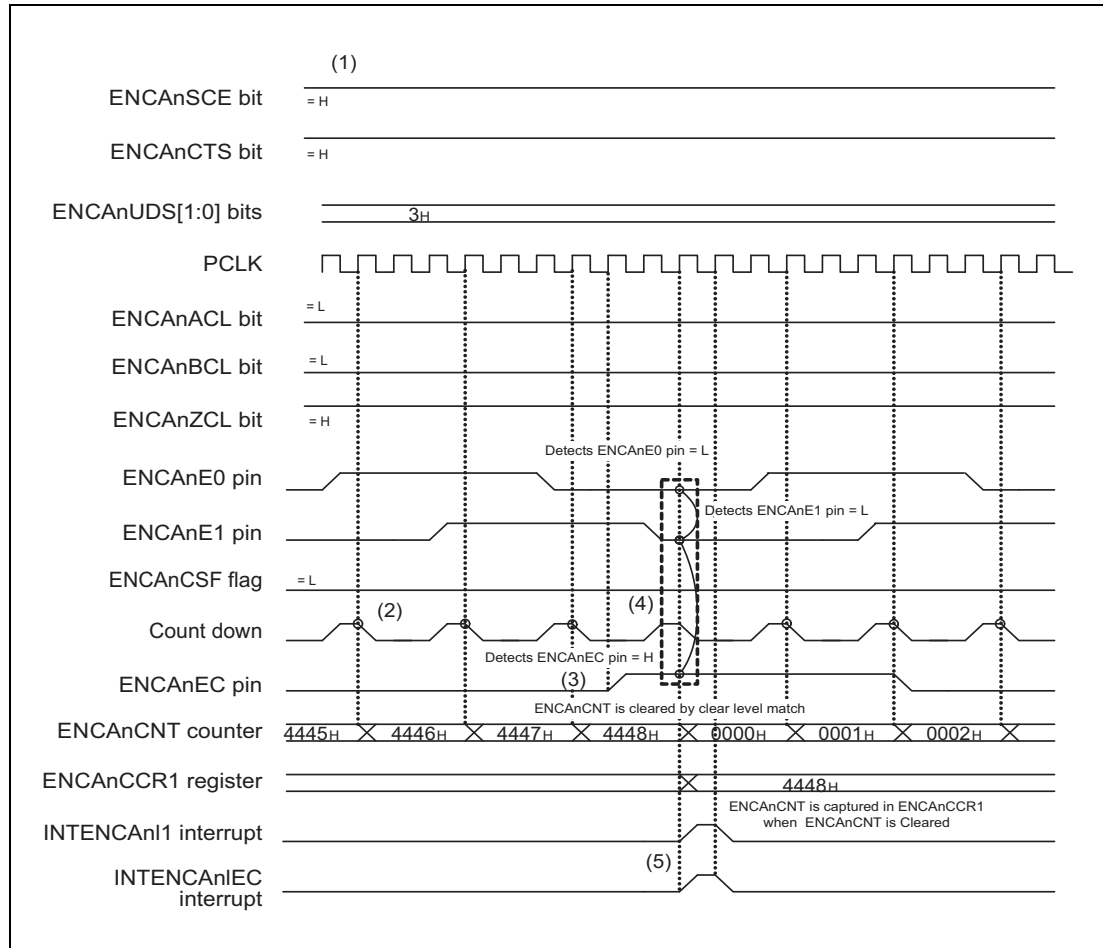 (1)
ENCAnSCE bit
= H
ENCAnCTS bit
= H
ENCAnUDS[1:0] bits
3H
PCLK
= L
ENCAnACL bit
ENCAnBCL bit
= L
ENCAnZCL bit
= H
Detects ENCAnE0 pin = L
ENCAnE0 pin
Detects ENCAnE1 pin = L
ENCAnE1 pin
ENCAnCSF flag
= L
(2)
(4)
Count down
Detects ENCAnEC pin = H
(3)
ENCAnEC pin
ENCAnCNT is cleared by clear level match
ENCAnCNT counter
4445H 4446H 4447H 4448H 0000H 0001H 0002H
ENCAnCCR1 register
4448H
ENCAnCNT is captured in ENCAnCCR1
when ENCAnCNT is Cleared
INTENCAnI1 interrupt
(5)
INTENCAnIEC
interrupt